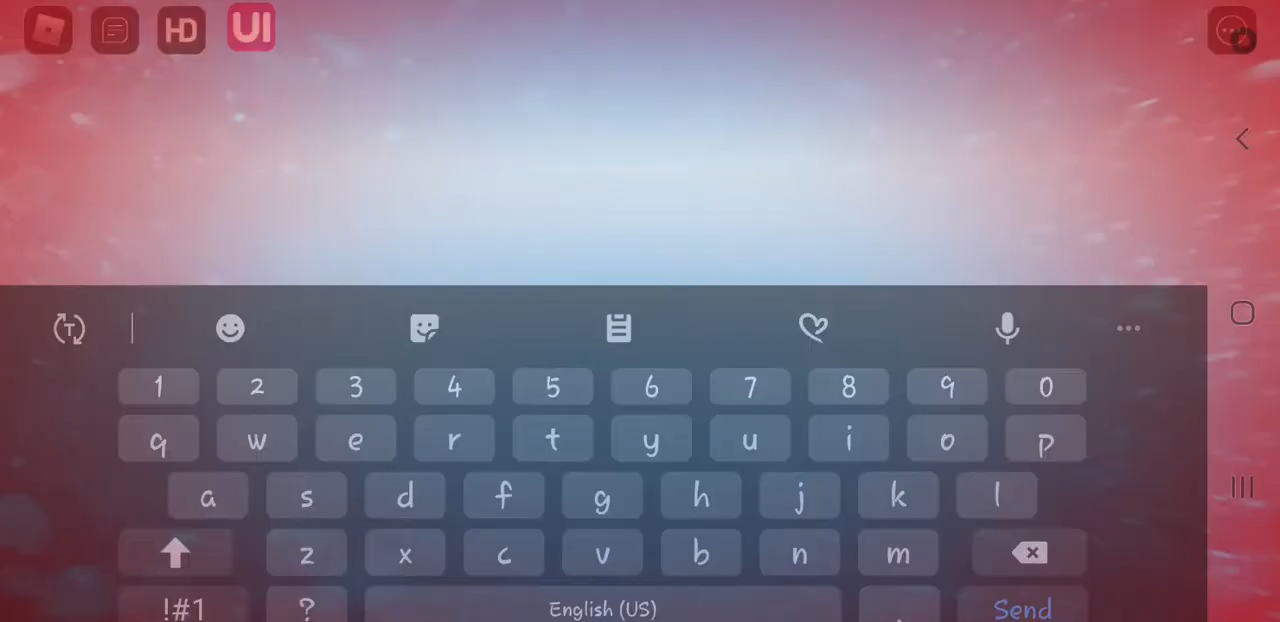 HD UI
T
1 2 3 4 5 6 7 8 9 0
q w e r t y u i o p
a s d f g h j k l
z x c v b n m
!#1 ? English (US) . Send